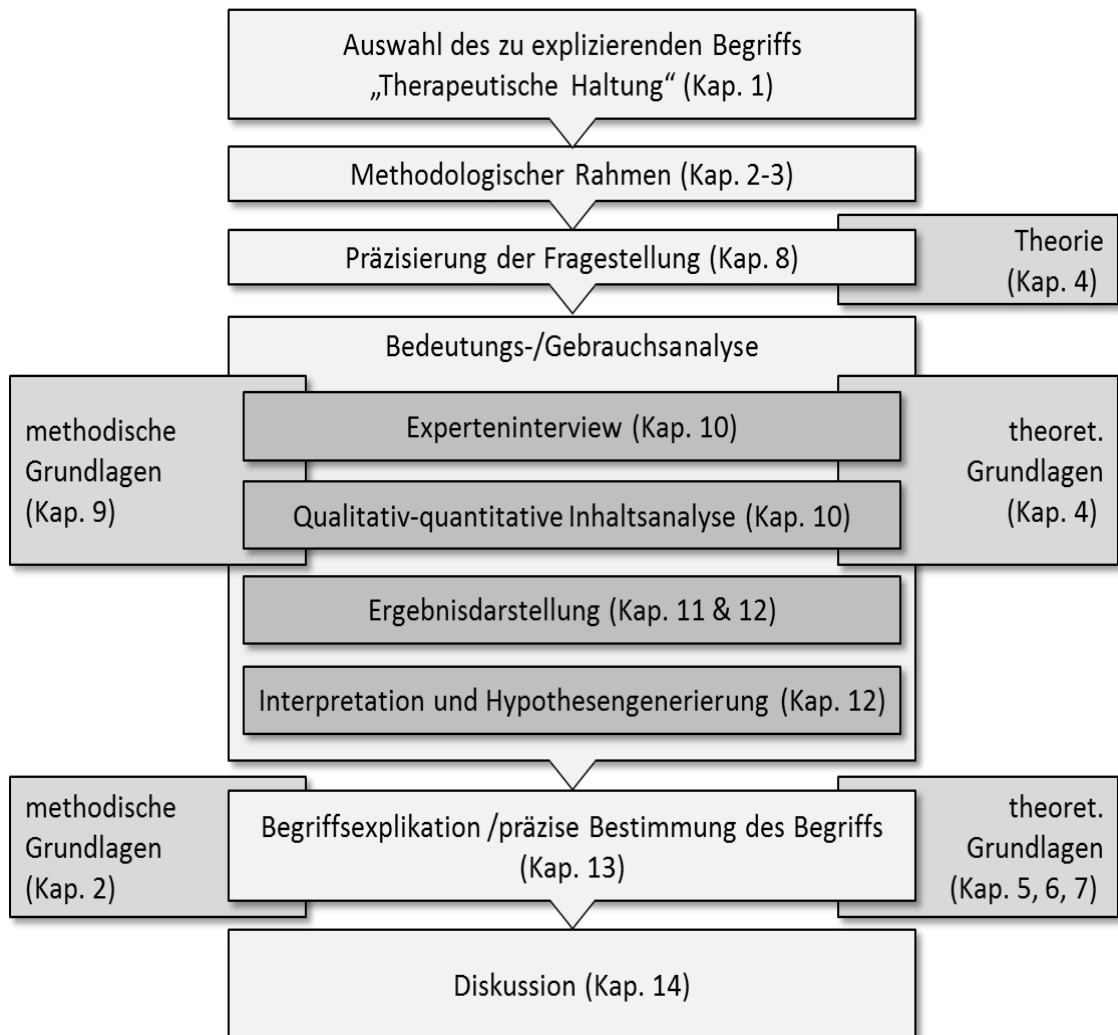 Auswahl des zu explizierenden Begriffs
„Therapeutische Haltung“ (Kap. 1)
Methodologischer Rahmen (Kap. 2-3)
Präzisierung der Fragestellung (Kap. 8)
Theorie
(Kap. 4)
Bedeutungs-/Gebrauchsanalyse
methodische
Grundlagen
(Kap. 9)
Experteninterview (Kap. 10)
Qualitativ-quantitative Inhaltsanalyse (Kap. 10)
theoret.
Grundlagen
(Kap. 4)
Ergebnisdarstellung (Kap. 11 & 12)
Interpretation und Hypothesengenerierung (Kap. 12)
methodische
Grundlagen
(Kap. 2)
Begriffsexplikation /präzise Bestimmung des Begriffs
(Kap. 13)
theoret.
Grundlagen
(Kap. 5, 6, 7)
Diskussion (Kap. 14)